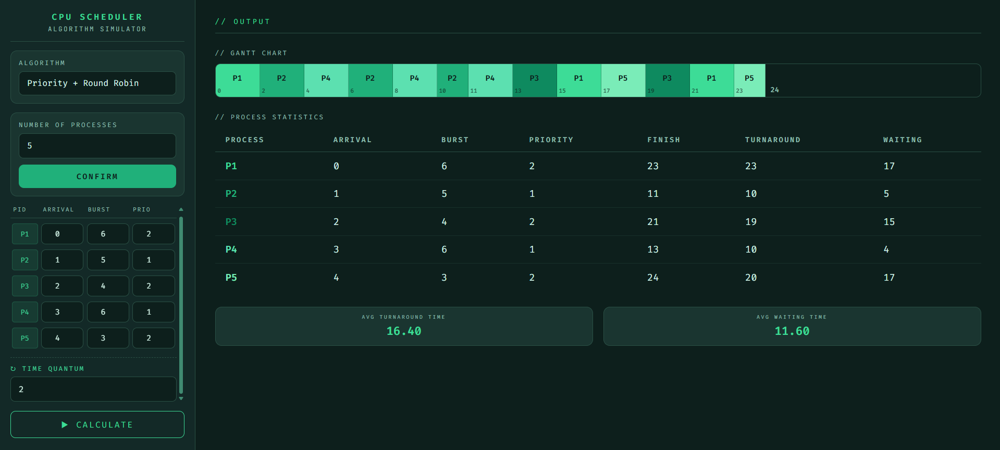 CPU SCHEDULER
ALGORITHM SIMULATOR
ALGORITHM
Priority + Round Robin
NUMBER OF PROCESSES
5
CONFIRM
PID ARRIVAL BURST PRIO
P1 0 6 2
P2 1 5 1
P3 2 4 2
P4 3 6 1
P5 4 3 2
↻ TIME QUANTUM
2
▶ CALCULATE
// OUTPUT
// GANTT CHART
P1 P2 P4 P2 P4 P2 P4 P3 P1 P5 P3 P1 P5
0 2 4 6 8 10 11 13 15 17 19 21 23 24
// PROCESS STATISTICS
PROCESS ARRIVAL BURST PRIORITY FINISH TURNAROUND WAITING
P1 0 6 2 23 23 17
P2 1 5 1 11 10 5
P3 2 4 2 21 19 15
P4 3 6 1 13 10 4
P5 4 3 2 24 20 17
AVG TURNAROUND TIME
16.40
AVG WAITING TIME
11.60